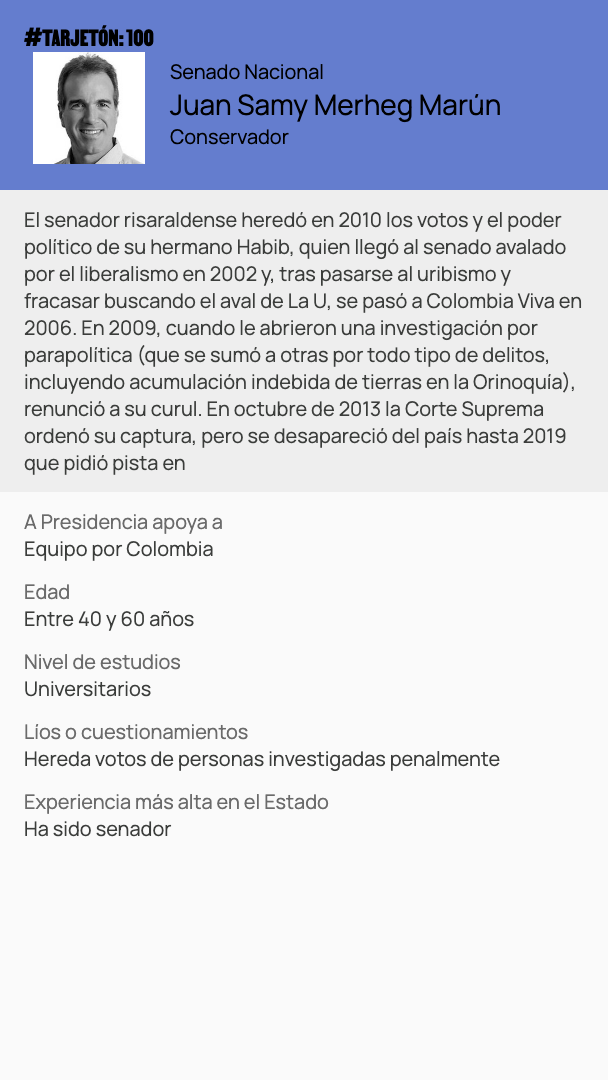 #TARJETÓN: 100
Senado Nacional
Juan Samy Merheg Marún
Conservador
El senador risaraldense heredó en 2010 los votos y el poder
político de su hermano Habib, quien llegó al senado avalado
por el liberalismo en 2002 y, tras pasarse al uribismo y
fracasar buscando el aval de La U, se pasó a Colombia Viva en
2006. En 2009, cuando le abrieron una investigación por
parapolítica (que se sumó a otras por todo tipo de delitos,
incluyendo acumulación indebida de tierras en la Orinoquía),
renunció a su curul. En octubre de 2013 la Corte Suprema
ordenó su captura, pero se desapareció del país hasta 2019
que pidió pista en
A Presidencia apoya a
Equipo por Colombia
Edad
Entre 40 y 60 años
Nivel de estudios
Universitarios
Líos o cuestionamientos
Hereda votos de personas investigadas penalmente
Experiencia más alta en el Estado
Ha sido senador